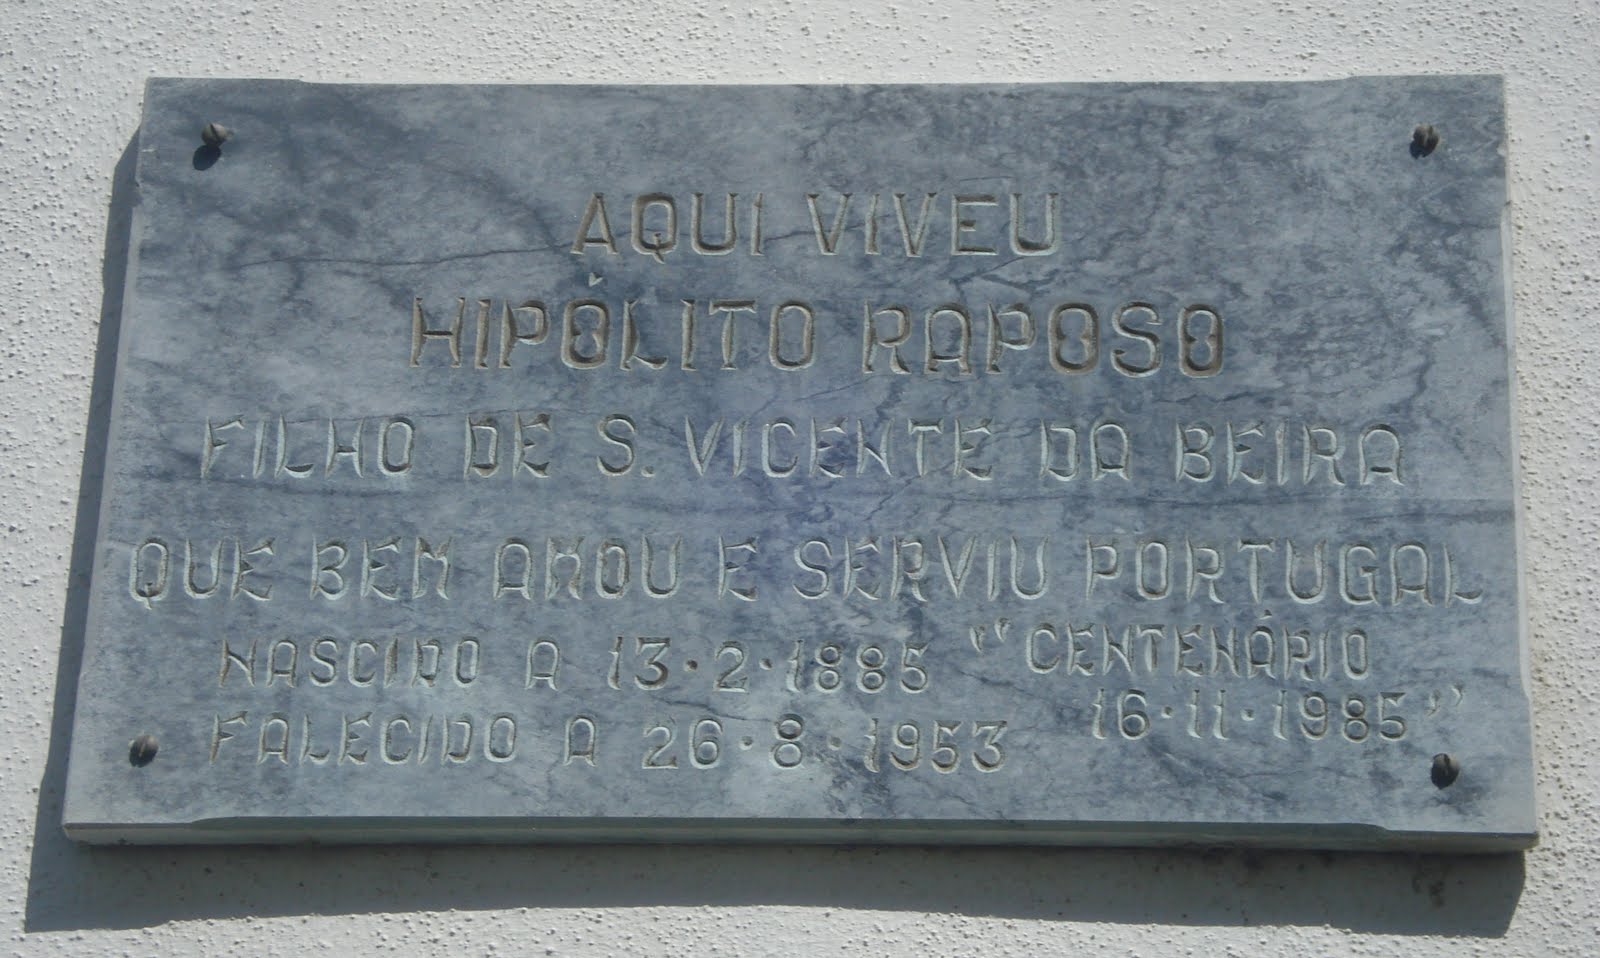 AQUI VIVEU
HIPÓLITO RAPOSO
FILHO DE S. VICENTE DA BEIRA
QUE BEM AMOU E SERVIU PORTUGAL
NASCIDO A 13·2·1885 "CENTENÁRIO
FALECIDO A 26·8·1953 16·11·1985"